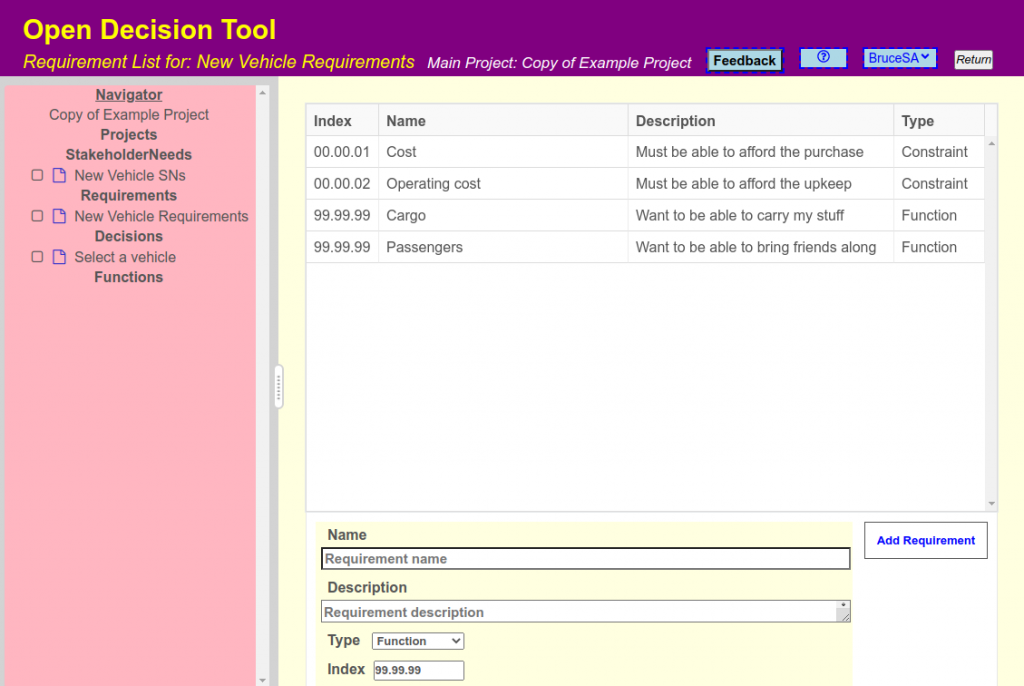 Open Decision Tool
Requirement List for: New Vehicle Requirements Main Project: Copy of Example Project Feedback BruceSA Return
Navigator
Copy of Example Project
Projects
StakeholderNeeds
New Vehicle SNs
Requirements
New Vehicle Requirements
Decisions
Select a vehicle
Functions
Index Name Description Type
00.00.01 Cost Must be able to afford the purchase Constraint
00.00.02 Operating cost Must be able to afford the upkeep Constraint
99.99.99 Cargo Want to be able to carry my stuff Function
99.99.99 Passengers Want to be able to bring friends along Function
Name
Requirement name
Add Requirement
Description
Requirement description
Type Function
Index 99.99.99